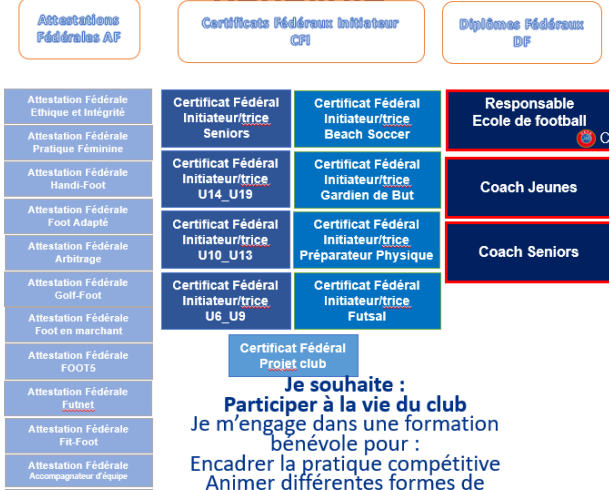 Attestations
Fédérales AF
Certificats Fédéraux Initiateur
CFI
Diplômes Fédéraux
DF
Attestation Fédérale
Ethique et Intégrité
Attestation Fédérale
Pratique Féminine
Attestation Fédérale
Handi-Foot
Attestation Fédérale
Foot Adapté
Attestation Fédérale
Arbitrage
Attestation Fédérale
Golf-Foot
Attestation Fédérale
Foot en marchant
Attestation Fédérale
FOOT5
Attestation Fédérale
Futnet
Attestation Fédérale
Fit-Foot
Attestation Fédérale
Accompagnateur d'équipe
Certificat Fédéral
Initiateur/trice
Seniors
Certificat Fédéral
Initiateur/trice
U14_U19
Certificat Fédéral
Initiateur/trice
U10_U13
Certificat Fédéral
Initiateur/trice
U6_U9
Certificat Fédéral
Initiateur/trice
Beach Soccer
Certificat Fédéral
Initiateur/trice
Gardien de But
Certificat Fédéral
Initiateur/trice
Préparateur Physique
Certificat Fédéral
Initiateur/trice
Futsal
Certificat Fédéral
Projet club
Responsable
Ecole de football
C
Coach Jeunes
Coach Seniors
Je souhaite :
Participer à la vie du club
Je m'engage dans une formation
bénévole pour :
Encadrer la pratique compétitive
Animer différentes formes de